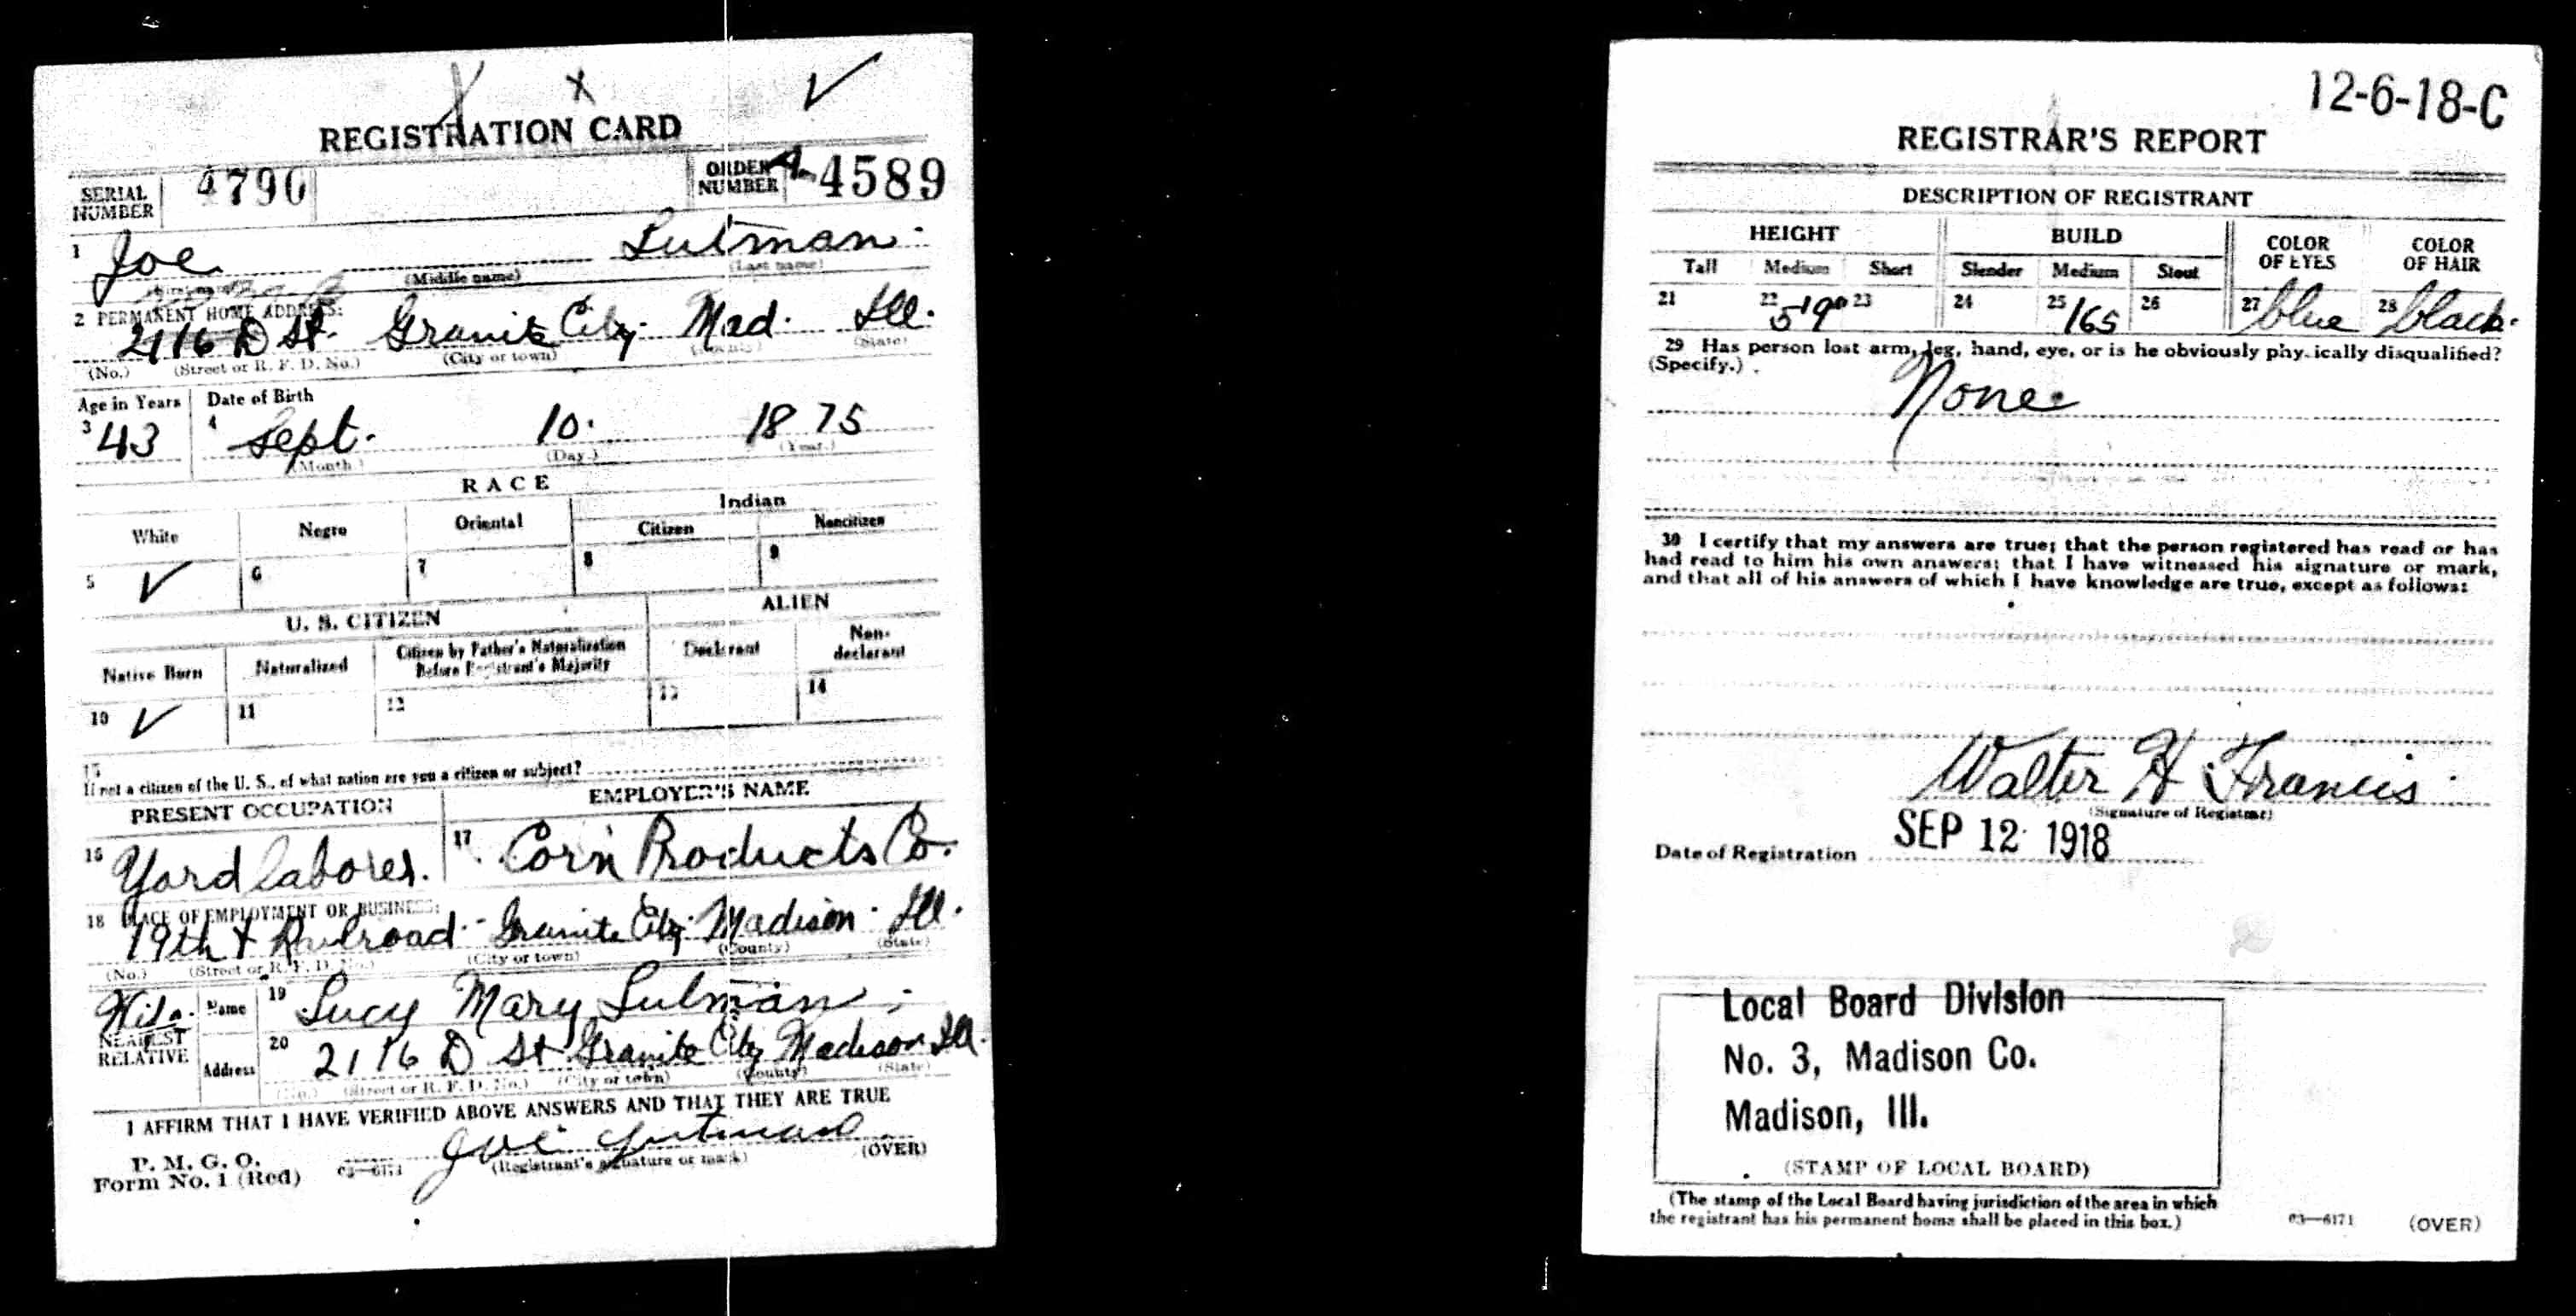 REGISTRATION CARD
SERIAL NUMBER 4790 ORDER NUMBER A-4589
1 Joe Lutman
(First name) (Middle name) (Last name)
2 PERMANENT HOME ADDRESS:
2116 D St. Granite City. Mad. Ill.
(No.) (Street or R. F. D. No.) (City or town) (County) (State)
Age in Years Date of Birth
3 43 4 Sept. 10. 1875
(Month) (Day) (Year)
RACE
White Negro Oriental Indian
Citizen Noncitizen
5 ✓ 6 7 8 9
U. S. CITIZEN ALIEN
Native Born Naturalized Citizen by Father's Naturalization Before Registrant's Majority Declarant Non-declarant
10 ✓ 11 12 13 14
15
If not a citizen of the U. S., of what nation are you a citizen or subject?
PRESENT OCCUPATION EMPLOYER'S NAME
16 Yard laborer. 17 Corn Products Co.
18 PLACE OF EMPLOYMENT OR BUSINESS:
19th & Railroad - Granite City. Madison. Ill.
(No.) (Street or R. F. D. No.) (City or town) (County) (State)
Wife. Name 19 Lucy Mary Lutman
NEAREST RELATIVE Address 20 2116 D St Granite City Madison Ill.
(No.) (Street or R. F. D. No.) (City or town) (County) (State)
I AFFIRM THAT I HAVE VERIFIED ABOVE ANSWERS AND THAT THEY ARE TRUE
P. M. G. O.
Form No. 1 (Red) 03—6171 Joe Lutman
(Registrant's signature or mark) (OVER)
12-6-18-C
REGISTRAR'S REPORT
DESCRIPTION OF REGISTRANT
HEIGHT BUILD COLOR OF EYES COLOR OF HAIR
Tall Medium Short Slender Medium Stout
21 22 5'9" 23 24 25 165 26 27 blue 28 black.
29 Has person lost arm, leg, hand, eye, or is he obviously physically disqualified?
(Specify.)
None.
30 I certify that my answers are true; that the person registered has read or has
had read to him his own answers; that I have witnessed his signature or mark,
and that all of his answers of which I have knowledge are true, except as follows:
Walter H Francis
(Signature of Registrar)
Date of Registration SEP 12 1918
Local Board Division
No. 3, Madison Co.
Madison, Ill.
(STAMP OF LOCAL BOARD)
(The stamp of the Local Board having jurisdiction of the area in which
the registrant has his permanent home shall be placed in this box.)
03—6171 (OVER)